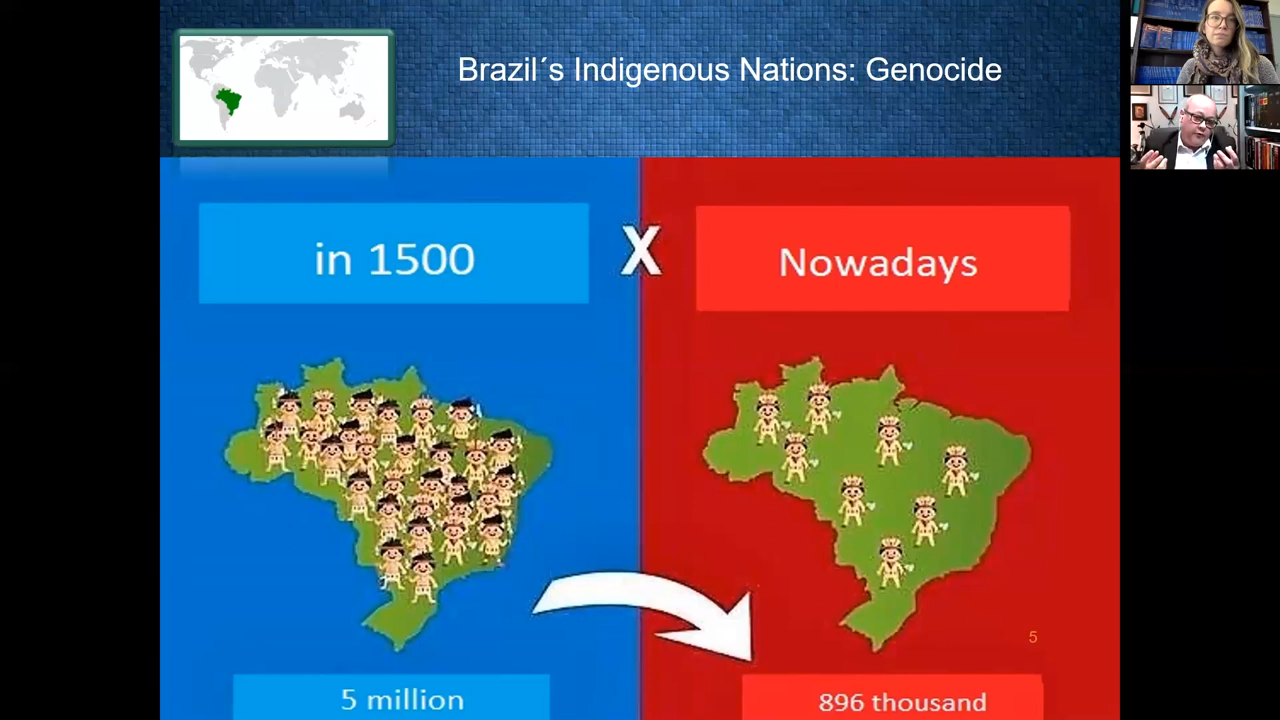 Brazil´s Indigenous Nations: Genocide
in 1500
X
Nowadays
5
5 million
896 thousand